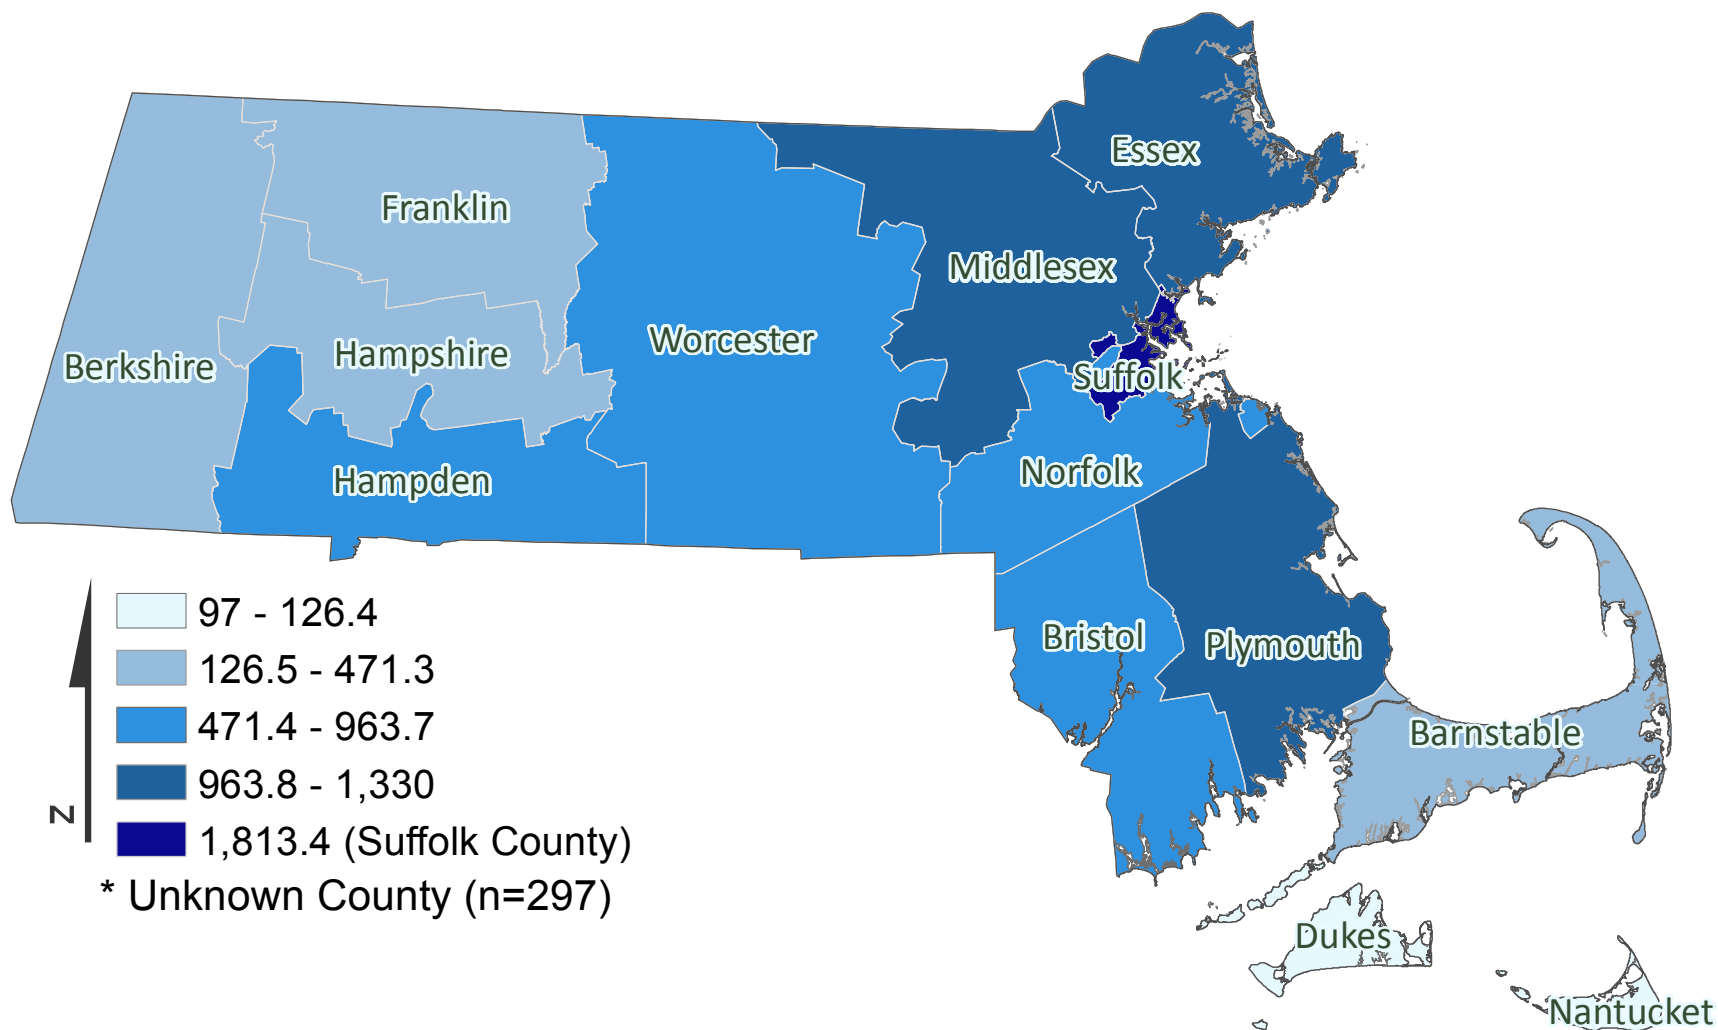 Essex
Franklin
Middlesex
Worcester
Hampshire
Berkshire
Suffolk
Norfolk
Hampden
97 - 126.4
126.5 - 471.3
471.4 - 963.7
963.8 - 1,330
1,813.4 (Suffolk County)
* Unknown County (n=297)
N
Bristol
Plymouth
Barnstable
Dukes
Nantucket